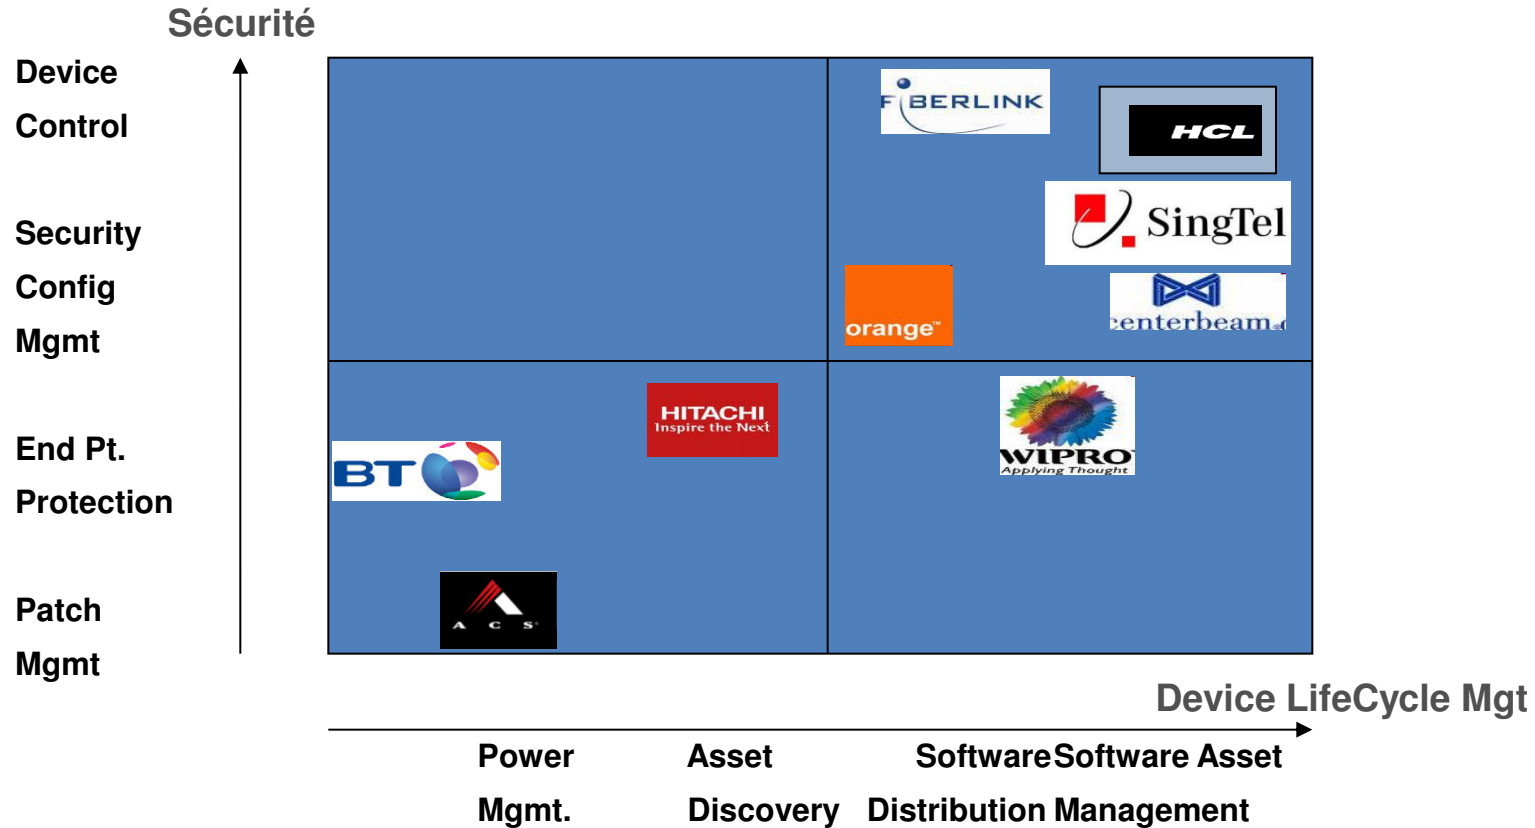 Sécurité
Device
Control
Security
Config
Mgmt
End Pt.
Protection
Patch
Mgmt
FIBERLINK
HCL
SingTel
orange™
centerbeam
HITACHI
Inspire the Next
BT
WIPRO
Applying Thought
ACS
Device LifeCycle Mgt
Power Asset Software Software Asset
Mgmt. Discovery Distribution Management